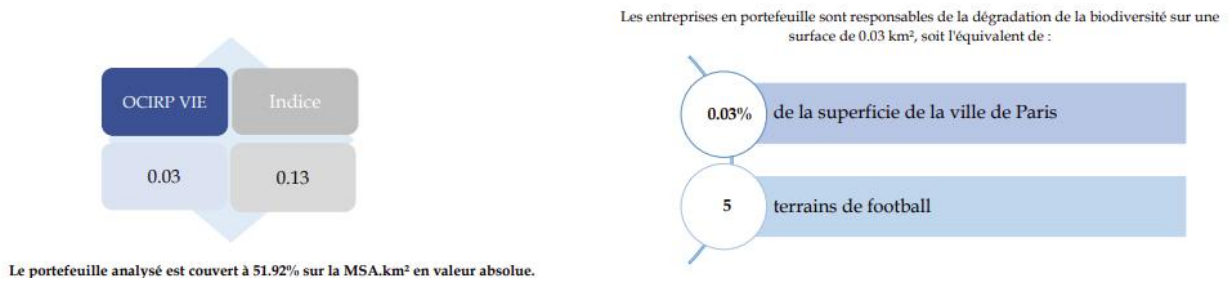 OCIRP VIE Indice
0.03 0.13
Le portefeuille analysé est couvert à 51.92% sur la MSA.km² en valeur absolue.
Les entreprises en portefeuille sont responsables de la dégradation de la biodiversité sur une
surface de 0.03 km², soit l'équivalent de :
0.03% de la superficie de la ville de Paris
5 terrains de football